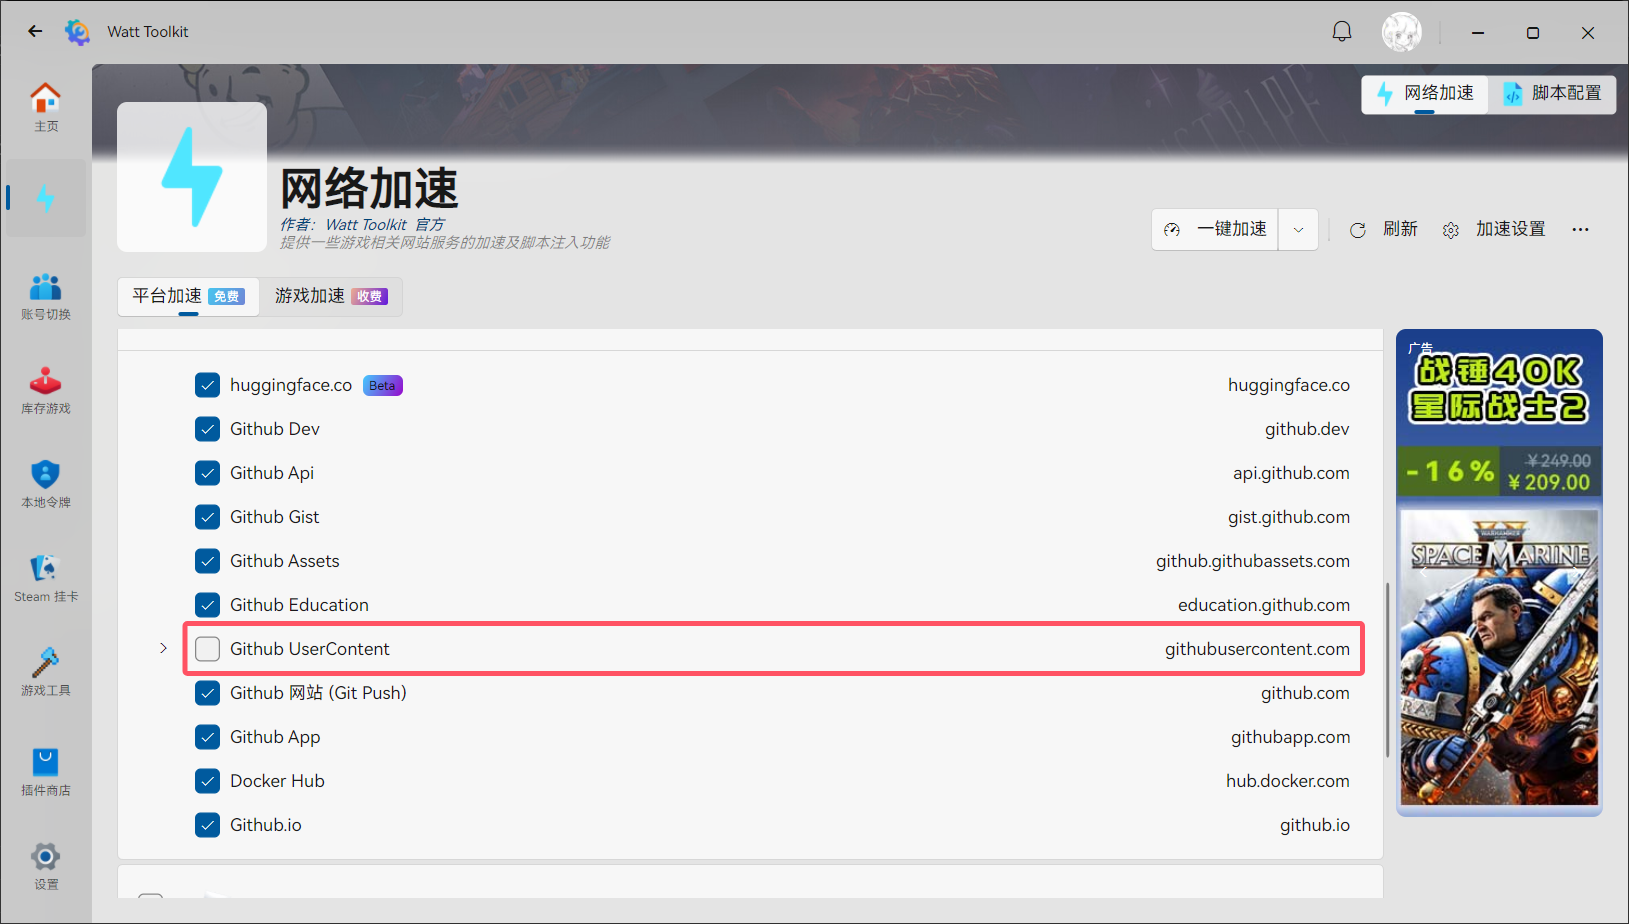 Watt Toolkit
主页
账号切换
库存游戏
本地令牌
Steam 挂卡
游戏工具
插件商店
设置
网络加速
脚本配置
网络加速
作者： Watt Toolkit 官方
提供一些游戏相关网站服务的加速及脚本注入功能
一键加速
刷新
加速设置
平台加速 免费
游戏加速 收费
huggingface.co Beta huggingface.co
Github Dev github.dev
Github Api api.github.com
Github Gist gist.github.com
Github Assets github.githubassets.com
Github Education education.github.com
Github UserContent githubusercontent.com
Github 网站 (Git Push) github.com
Github App githubapp.com
Docker Hub hub.docker.com
Github.io github.io
广告
战锤40K
星际战士2
-16%
¥249.00
¥209.00
WARHAMMER
SPACE MARINE